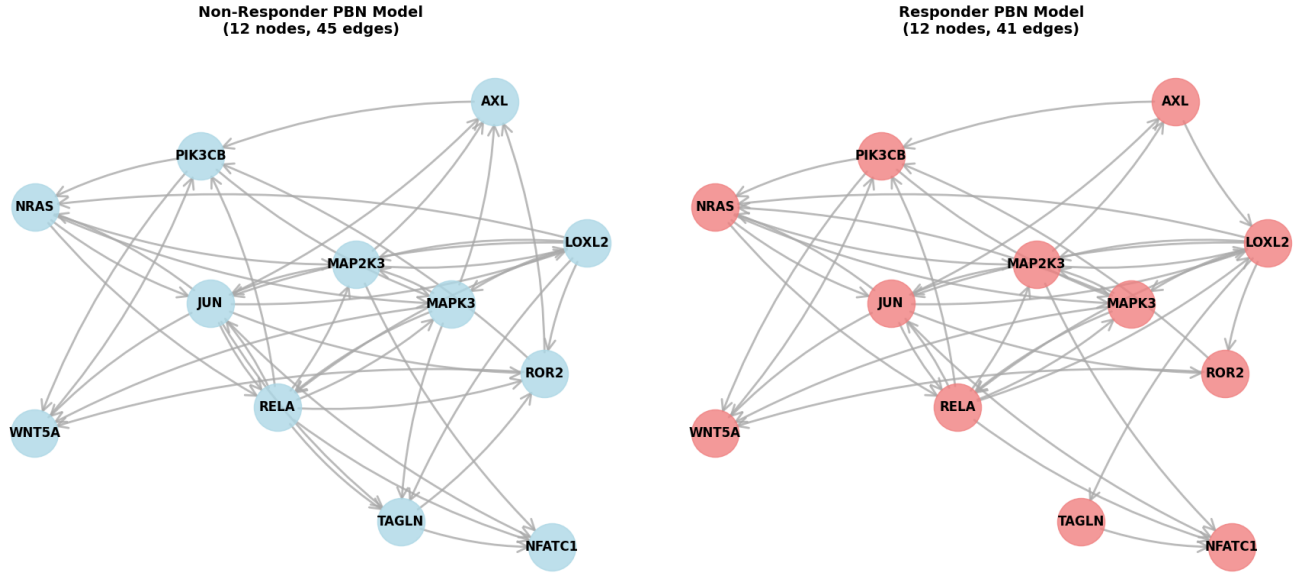 Non-Responder PBN Model
(12 nodes, 45 edges)
AXL
PIK3CB
NRAS
LOXL2
MAP2K3
JUN
MAPK3
ROR2
RELA
WNT5A
TAGLN
NFATC1
Responder PBN Model
(12 nodes, 41 edges)
AXL
PIK3CB
NRAS
LOXL2
MAP2K3
JUN
MAPK3
ROR2
RELA
WNT5A
TAGLN
NFATC1